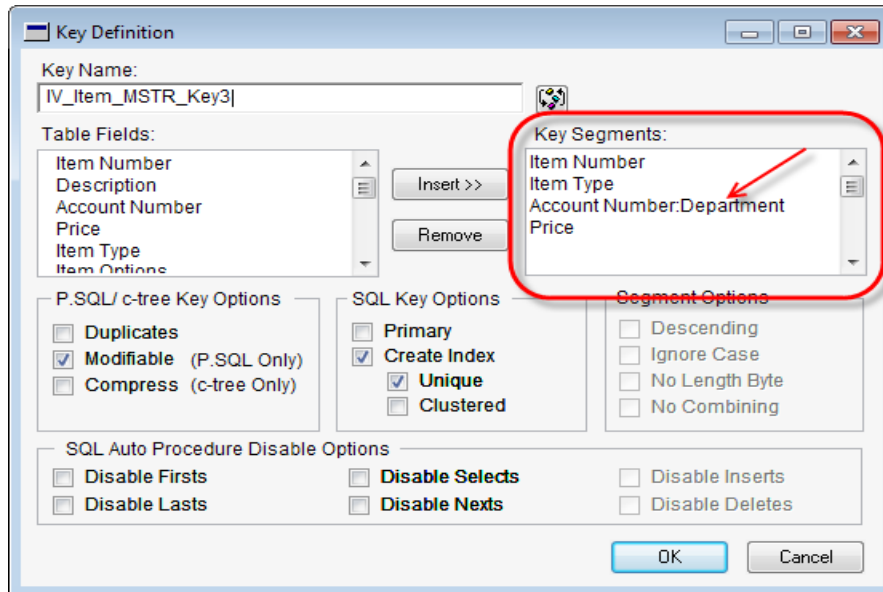 Key Definition
Key Name:
IV_Item_MSTR_Key3
Table Fields:
Item Number
Description
Account Number
Price
Item Type
Item Options
Insert >>
Remove
Key Segments:
Item Number
Item Type
Account Number:Department
Price
P.SQL/ c-tree Key Options
Duplicates
Modifiable (P.SQL Only)
Compress (c-tree Only)
SQL Key Options
Primary
Create Index
Unique
Clustered
Segment Options
Descending
Ignore Case
No Length Byte
No Combining
SQL Auto Procedure Disable Options
Disable Firsts
Disable Lasts
Disable Selects
Disable Nexts
Disable Inserts
Disable Deletes
OK
Cancel